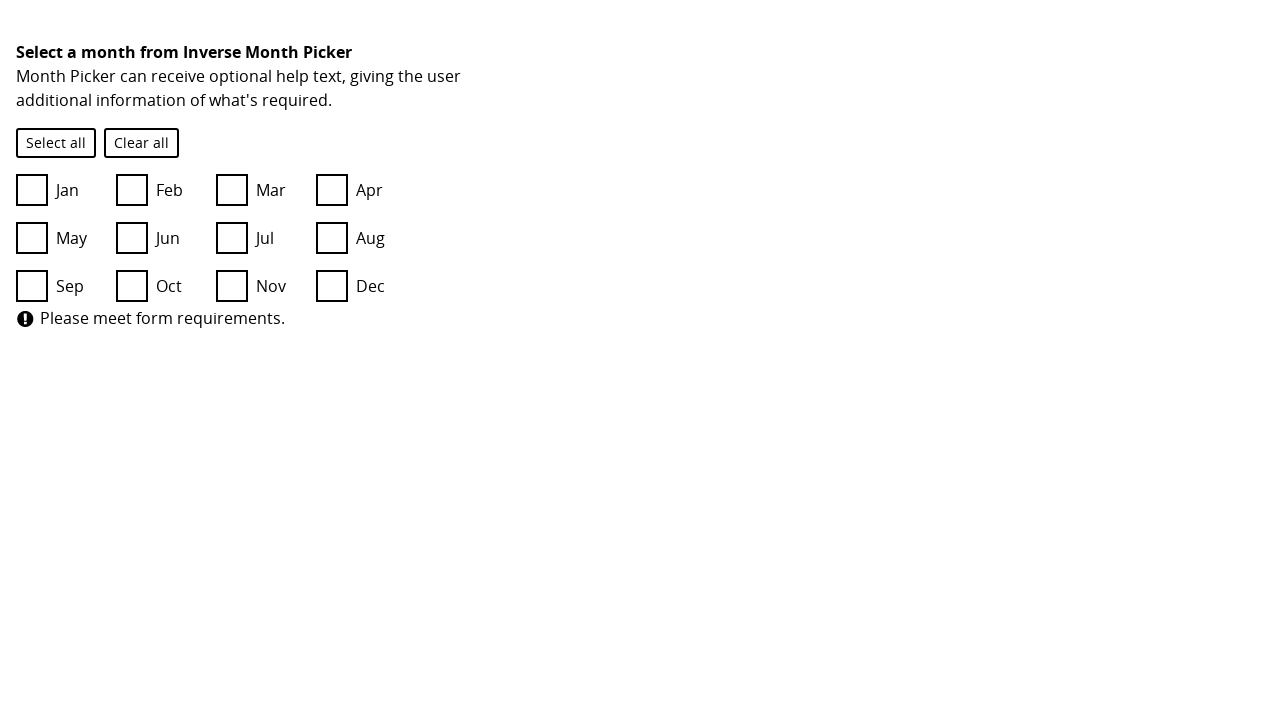 Select a month from Inverse Month Picker
Month Picker can receive optional help text, giving the user
additional information of what's required.
Select all Clear all
Jan Feb Mar Apr
May Jun Jul Aug
Sep Oct Nov Dec
Please meet form requirements.